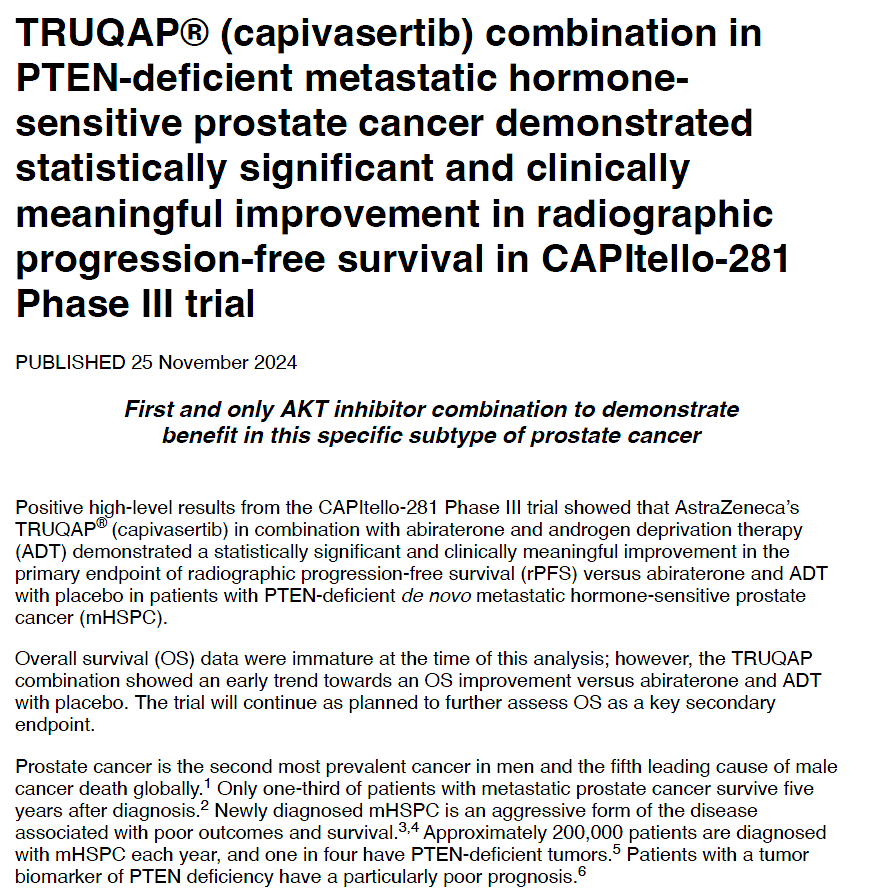 TRUQAP® (capivasertib) combination in
PTEN-deficient metastatic hormone-
sensitive prostate cancer demonstrated
statistically significant and clinically
meaningful improvement in radiographic
progression-free survival in CAPItello-281
Phase III trial
PUBLISHED 25 November 2024
First and only AKT inhibitor combination to demonstrate
benefit in this specific subtype of prostate cancer
Positive high-level results from the CAPItello-281 Phase III trial showed that AstraZeneca's
TRUQAP® (capivasertib) in combination with abiraterone and androgen deprivation therapy
(ADT) demonstrated a statistically significant and clinically meaningful improvement in the
primary endpoint of radiographic progression-free survival (rPFS) versus abiraterone and ADT
with placebo in patients with PTEN-deficient de novo metastatic hormone-sensitive prostate
cancer (mHSPC).
Overall survival (OS) data were immature at the time of this analysis; however, the TRUQAP
combination showed an early trend towards an OS improvement versus abiraterone and ADT
with placebo. The trial will continue as planned to further assess OS as a key secondary
endpoint.
Prostate cancer is the second most prevalent cancer in men and the fifth leading cause of male
cancer death globally.1 Only one-third of patients with metastatic prostate cancer survive five
years after diagnosis.2 Newly diagnosed mHSPC is an aggressive form of the disease
associated with poor outcomes and survival.3,4 Approximately 200,000 patients are diagnosed
with mHSPC each year, and one in four have PTEN-deficient tumors.5 Patients with a tumor
biomarker of PTEN deficiency have a particularly poor prognosis.6